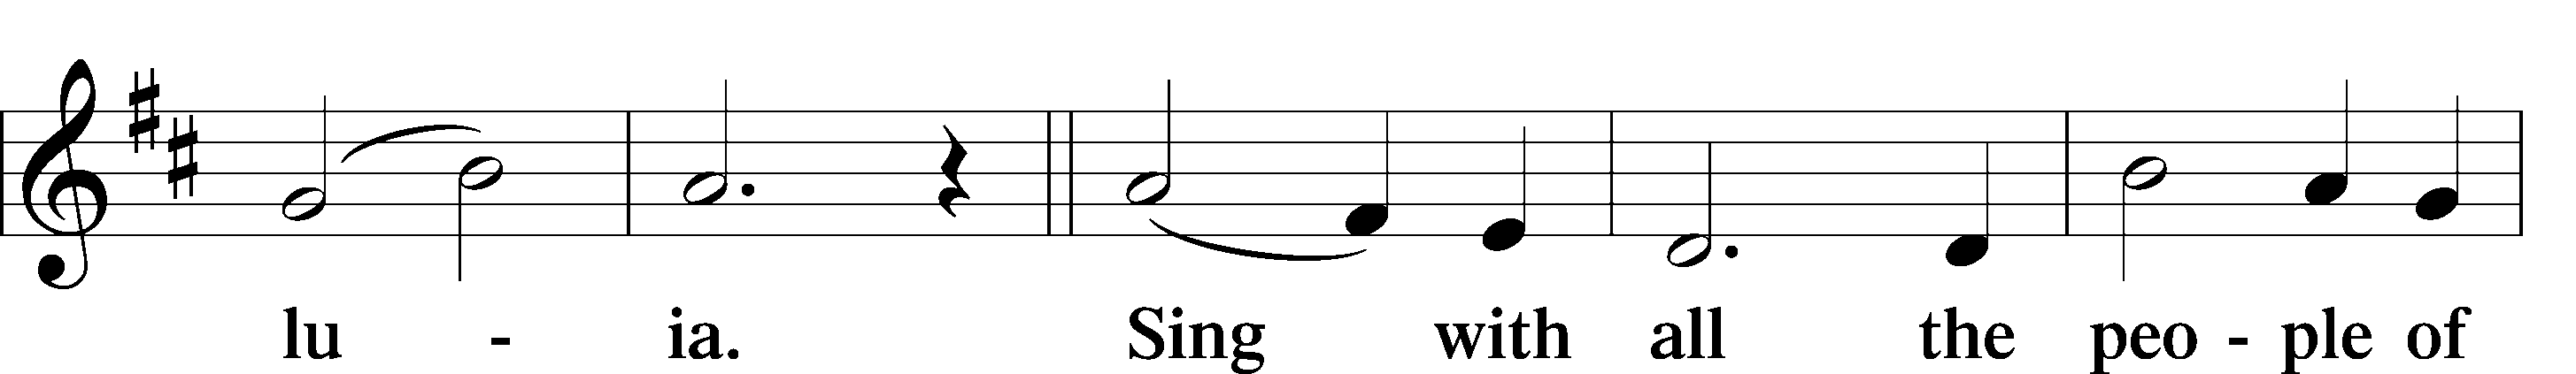 lu - ia. Sing with all the peo - ple of